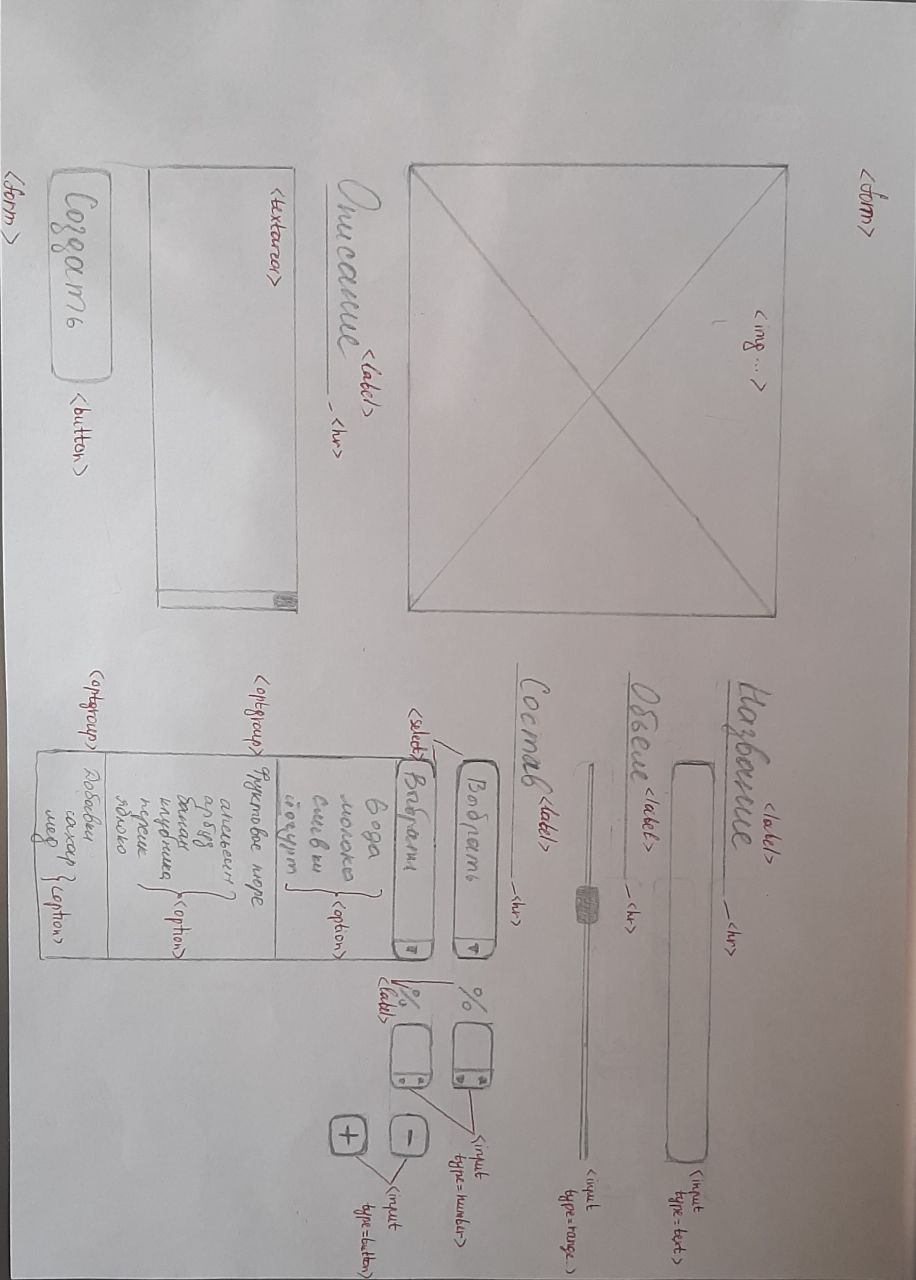 <form>
<img ...>
Описание
<label>
<hr>
<textarea>
Создать
<button>
<form>
Название
<label>
<hr>
<input
type=text>
Объем
<label>
<hr>
<input
type=range>
Состав
<label>
<hr>
Выбрать
%
<input
type=number>
<select>
Выбрать
%
<label>
-
+
<input
type=button>
вода
молоко
сливки
йогурт
<option>
<optgroup>
Фруктовое пюре
апельсин
арбуз
банан
клубника
персик
яблоко
<option>
<optgroup>
Добавки
сахар
мед
<option>